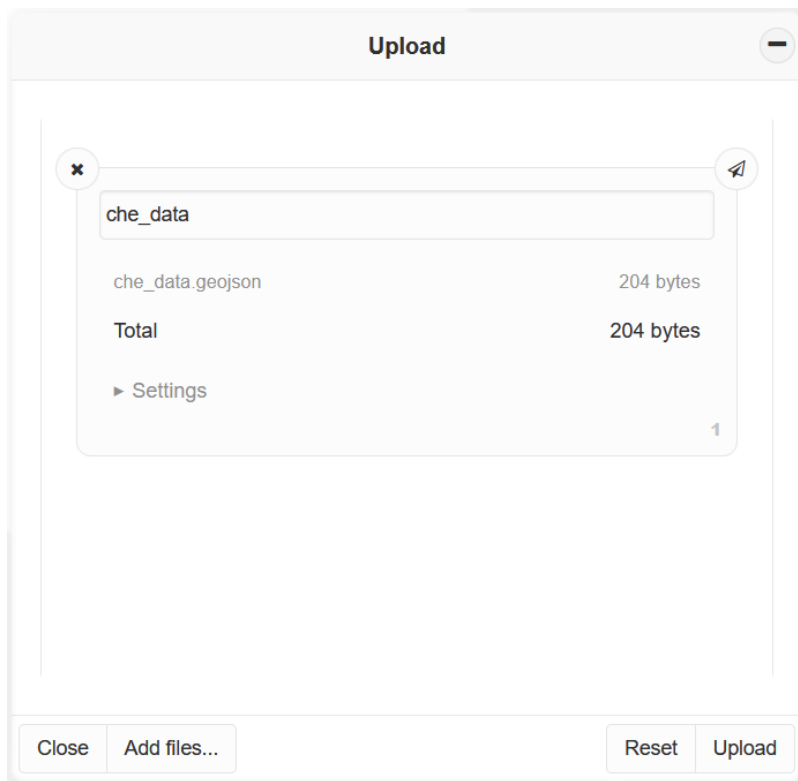 Upload
che_data
che_data.geojson 204 bytes
Total 204 bytes
▸ Settings
1
Close Add files... Reset Upload